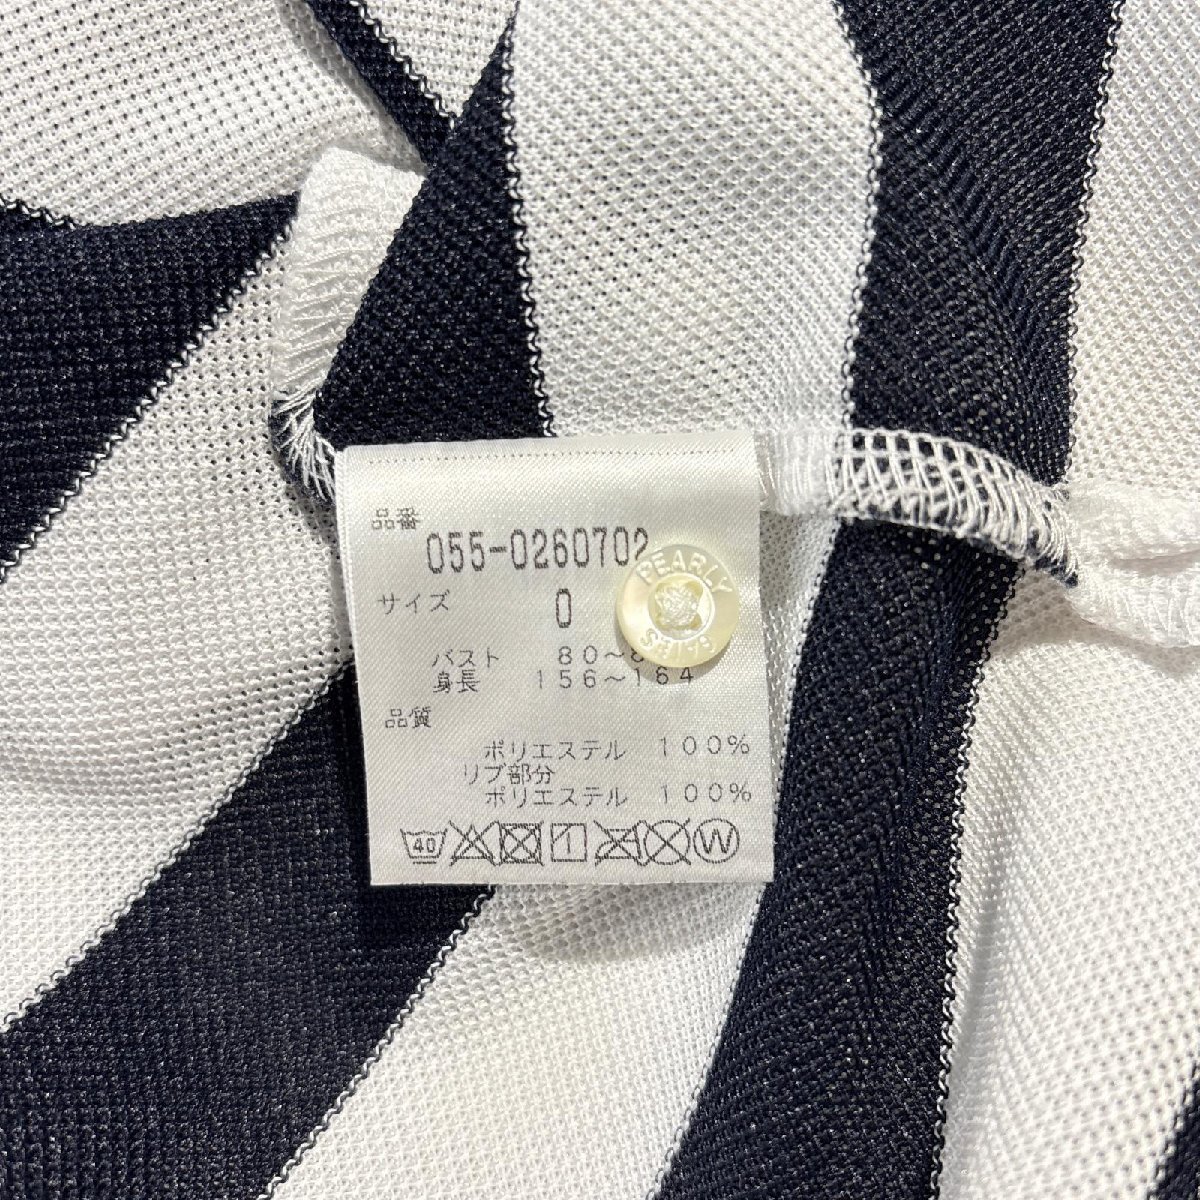 品番
055-0260702
サイズ 0
バスト 80〜
身長 156〜164
品質
ポリエステル 100%
リブ部分
ポリエステル 100%
40 W
PEARLY
GATES